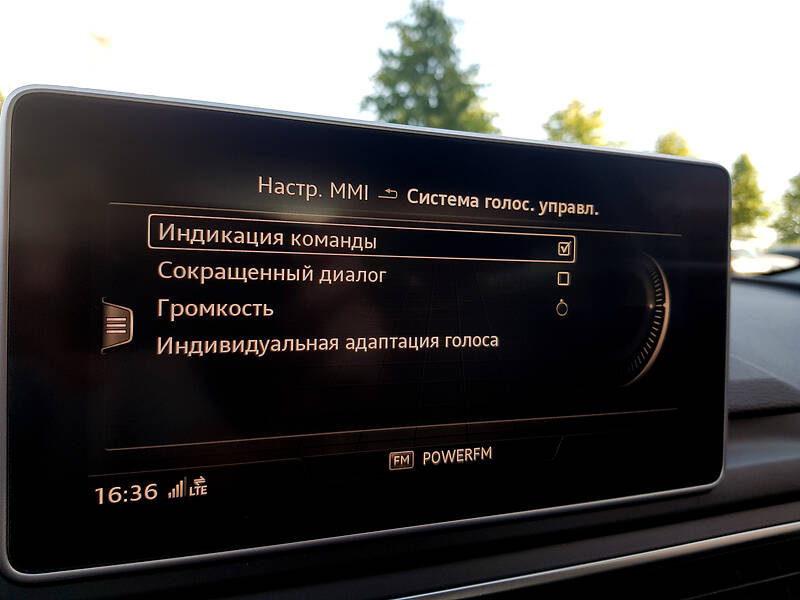 Настр. MMI Система голос. управл.
Индикация команды
Сокращенный диалог
Громкость
Индивидуальная адаптация голоса
FM POWERFM
16:36 LTE